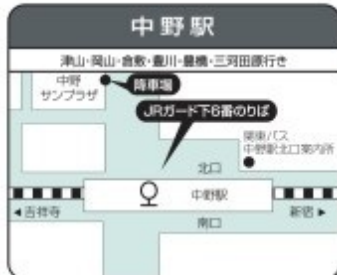 中野駅
津山・岡山・倉敷・豊川・豊橋・三河田原行き
中野
サンプラザ
降車場
JRガード下6番のりば
関東バス
中野駅北口案内所
北口
中野駅
◀吉祥寺
新宿▶
南口